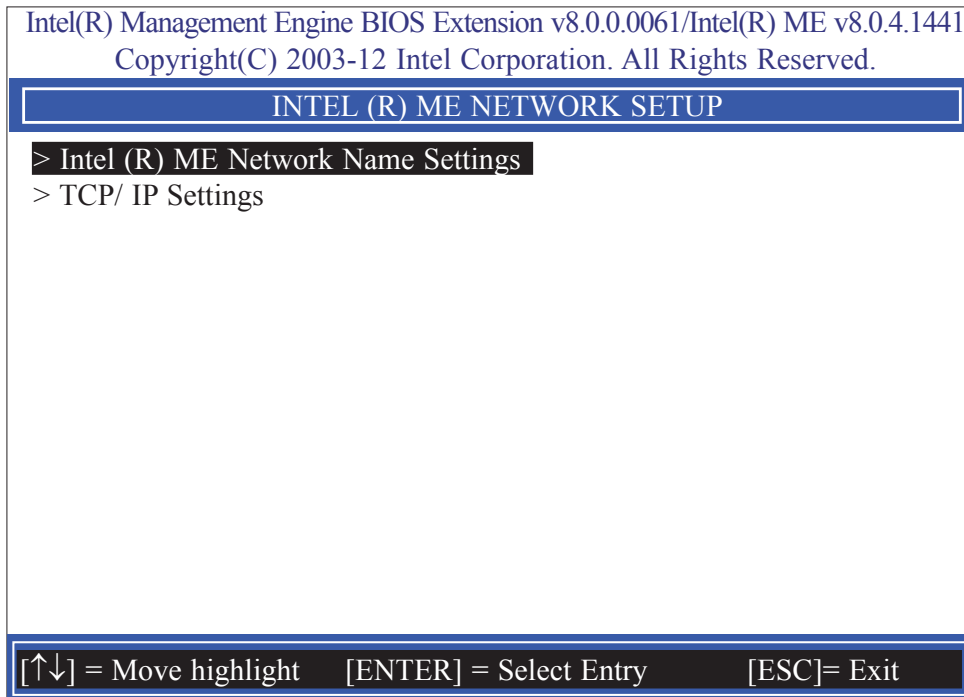 Intel(R) Management Engine BIOS Extension v8.0.0.0061/Intel(R) ME v8.0.4.1441
Copyright(C) 2003-12 Intel Corporation. All Rights Reserved.
INTEL (R) ME NETWORK SETUP
> Intel (R) ME Network Name Settings
> TCP/ IP Settings
[↑↓] = Move highlight [ENTER] = Select Entry [ESC]= Exit